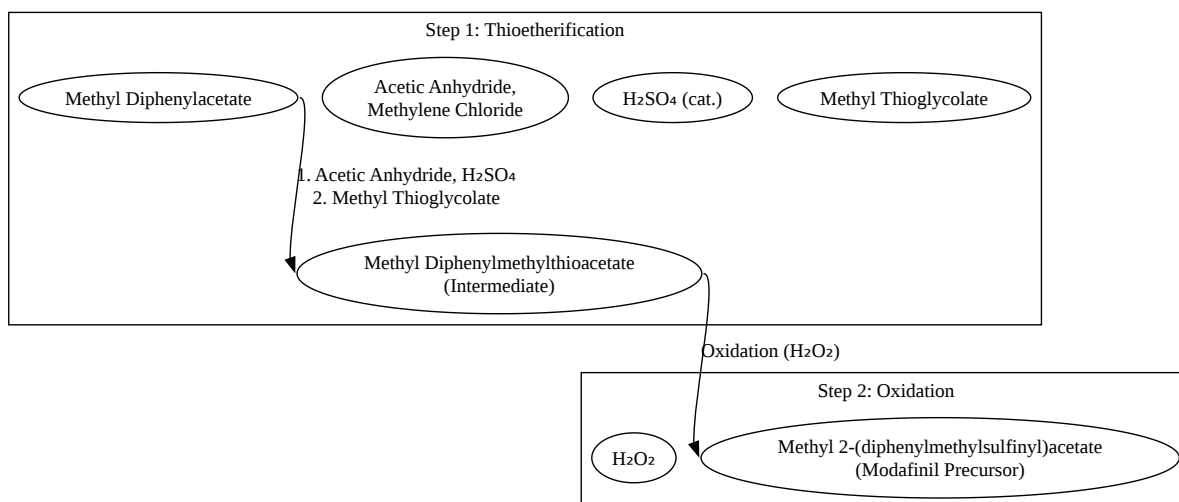 Step 1: Thioetherification
Methyl Diphenylacetate
Acetic Anhydride,
Methylene Chloride
H₂SO₄ (cat.)
Methyl Thioglycolate
1. Acetic Anhydride, H₂SO₄
2. Methyl Thioglycolate
Methyl Diphenylmethylthioacetate
(Intermediate)
Oxidation (H₂O₂)
Step 2: Oxidation
H₂O₂
Methyl 2-(diphenylmethylsulfinyl)acetate
(Modafinil Precursor)